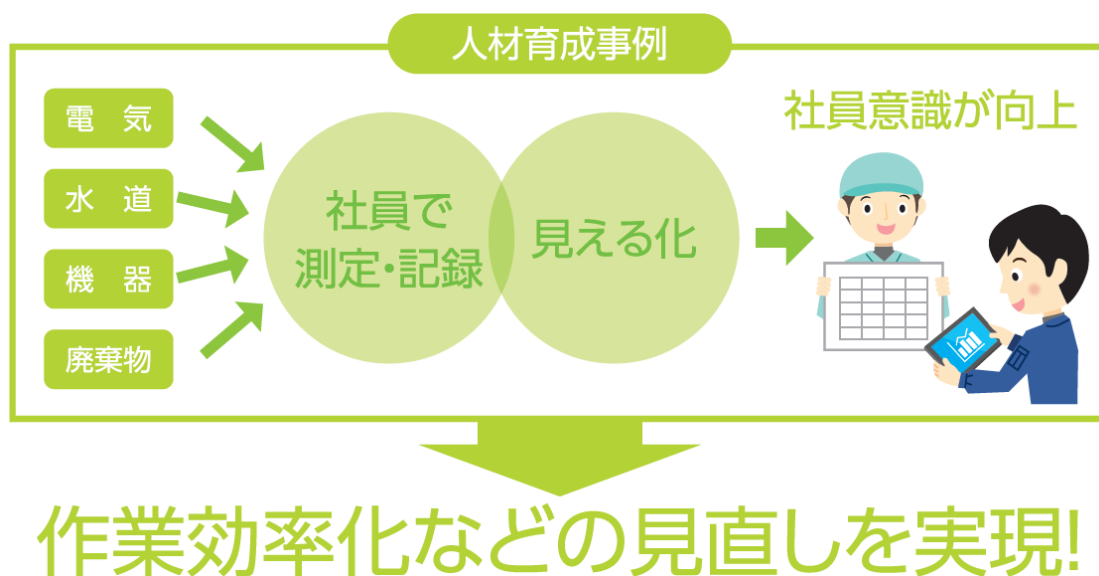 人材育成事例
電 気
水 道
機 器
廃棄物
社員で
測定・記録
見える化
社員意識が向上
作業効率化などの見直しを実現!